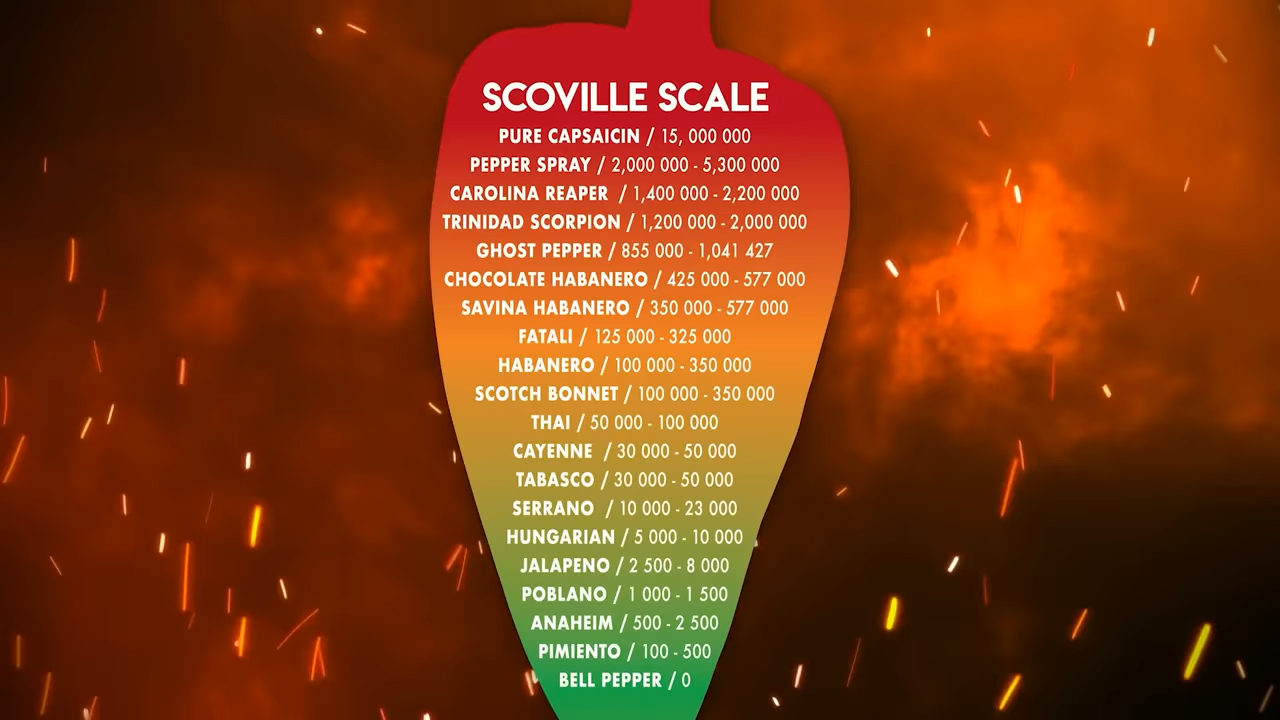 SCOVILLE SCALE
PURE CAPSAICIN / 15, 000 000
PEPPER SPRAY / 2,000 000 - 5,300 000
CAROLINA REAPER / 1,400 000 - 2,200 000
TRINIDAD SCORPION / 1,200 000 - 2,000 000
GHOST PEPPER / 855 000 - 1,041 427
CHOCOLATE HABANERO / 425 000 - 577 000
SAVINA HABANERO / 350 000 - 577 000
FATALI / 125 000 - 325 000
HABANERO / 100 000 - 350 000
SCOTCH BONNET / 100 000 - 350 000
THAI / 50 000 - 100 000
CAYENNE / 30 000 - 50 000
TABASCO / 30 000 - 50 000
SERRANO / 10 000 - 23 000
HUNGARIAN / 5 000 - 10 000
JALAPENO / 2 500 - 8 000
POBLANO / 1 000 - 1 500
ANAHEIM / 500 - 2 500
PIMIENTO / 100 - 500
BELL PEPPER / 0